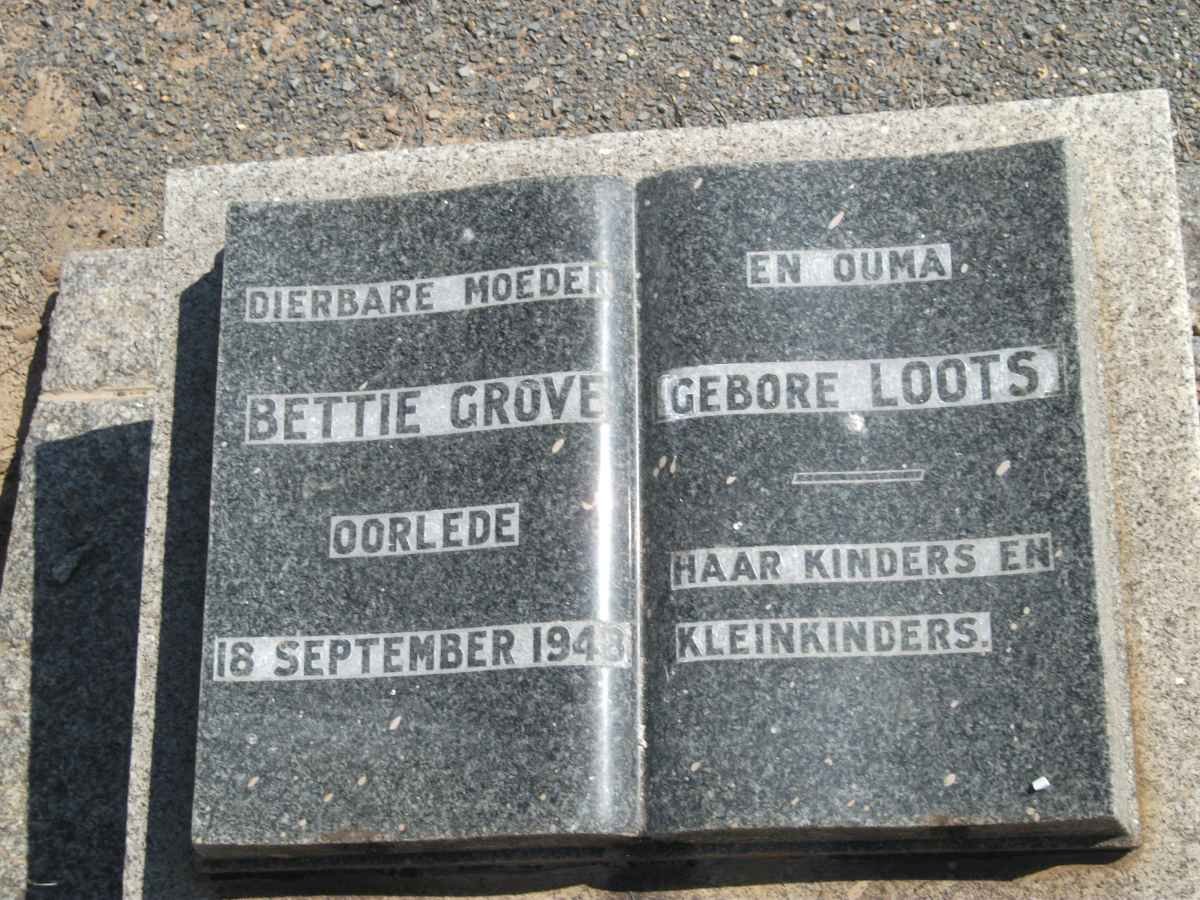 DIERBARE MOEDER
BETTIE GROVE
OORLEDE
18 SEPTEMBER 1948
EN OUMA
GEBORE LOOTS
HAAR KINDERS EN
KLEINKINDERS.